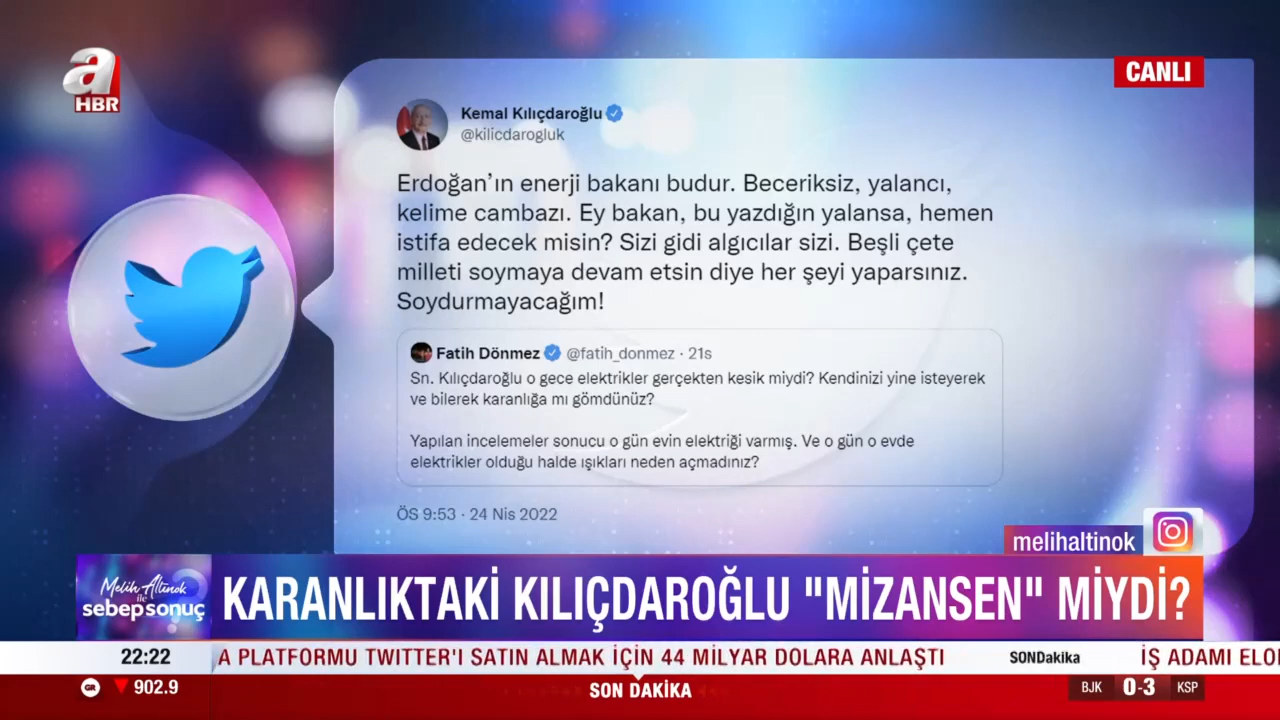 a
HBR
CANLI
Kemal Kılıçdaroğlu
@kilicdarogluk
Erdoğan'ın enerji bakanı budur. Beceriksiz, yalancı,
kelime cambazı. Ey bakan, bu yazdığın yalansa, hemen
istifa edecek misin? Sizi gidi algıcılar sizi. Beşli çete
milleti soymaya devam etsin diye her şeyi yaparsınız.
Soydurmayacağım!
Fatih Dönmez @fatih_donmez · 21s
Sn. Kılıçdaroğlu o gece elektrikler gerçekten kesik miydi? Kendinizi yine isteyerek
ve bilerek karanlığa mı gömdünüz?
Yapılan incelemeler sonucu o gün evin elektriği varmış. Ve o gün o evde
elektrikler olduğu halde ışıkları neden açmadınız?
ÖS 9:53 · 24 Nis 2022
melihaltinok
Melih Altınok
ile
sebep sonuç
KARANLIKTAKİ KILIÇDAROĞLU "MİZANSEN" MİYDİ?
22:22
A PLATFORMU TWITTER'I SATIN ALMAK İÇİN 44 MİLYAR DOLARA ANLAŞTI
SONDakika
İŞ ADAMI ELO
GR
902.9
SON DAKİKA
BJK 0-3 KSP